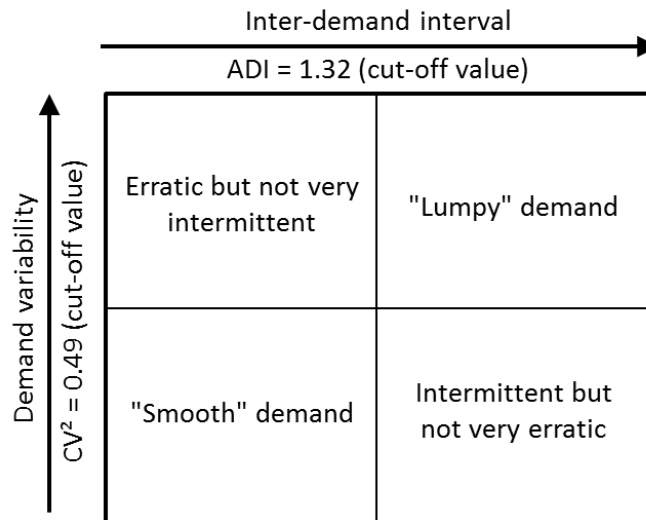 Inter-demand interval
ADI = 1.32 (cut-off value)
Demand variability
CV² = 0.49 (cut-off value)
Erratic but not very
intermittent
"Lumpy" demand
"Smooth" demand
Intermittent but
not very erratic